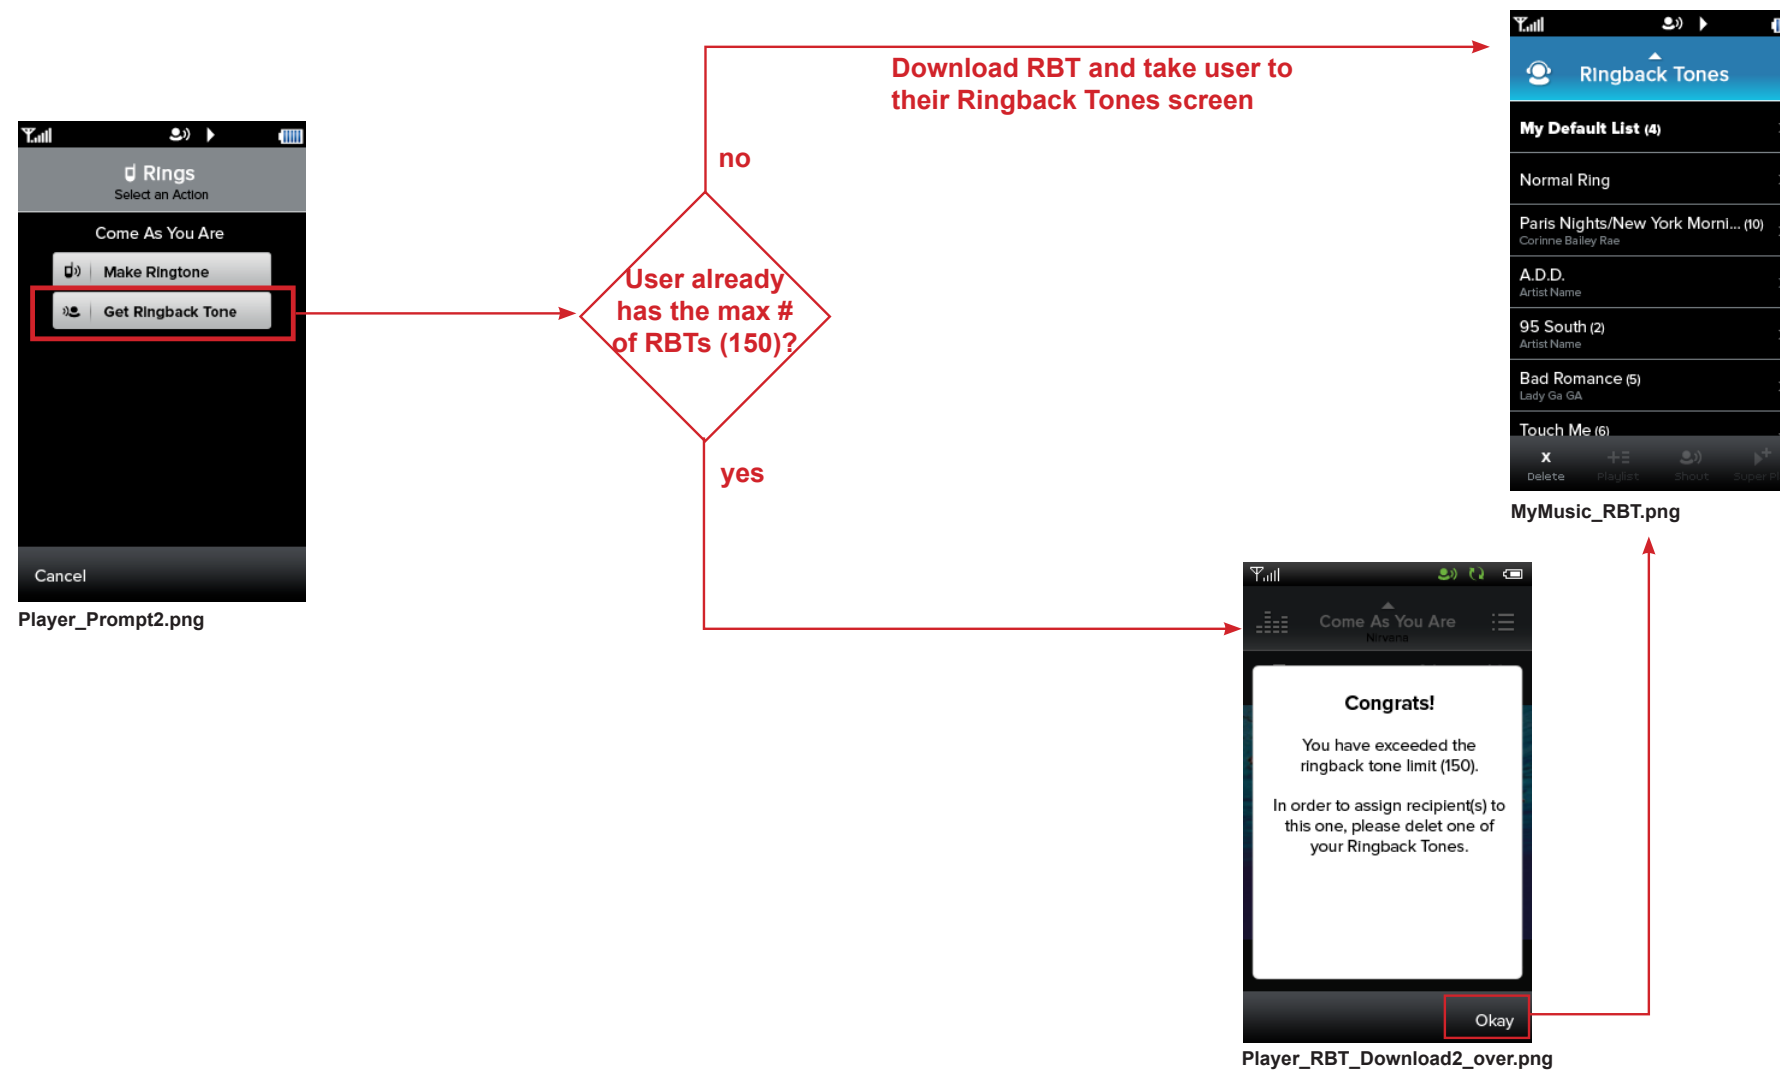 Rings
Select an Action
Come As You Are
Make Ringtone
Get Ringback Tone
Cancel
Player_Prompt2.png
no
User already
has the max #
of RBTs (150)?
yes
Download RBT and take user to
their Ringback Tones screen
Ringback Tones
My Default List (4)
Normal Ring
Paris Nights/New York Morni... (10)
Corinne Bailey Rae
A.D.D.
Artist Name
95 South (2)
Artist Name
Bad Romance (5)
Lady Ga GA
Touch Me (6)
x
Delete
Playlist
Shout
Super Pl
MyMusic_RBT.png
Come As You Are
Nirvana
Congrats!
You have exceeded the
ringback tone limit (150).
In order to assign recipient(s) to
this one, please delet one of
your Ringback Tones.
Okay
Player_RBT_Download2_over.png